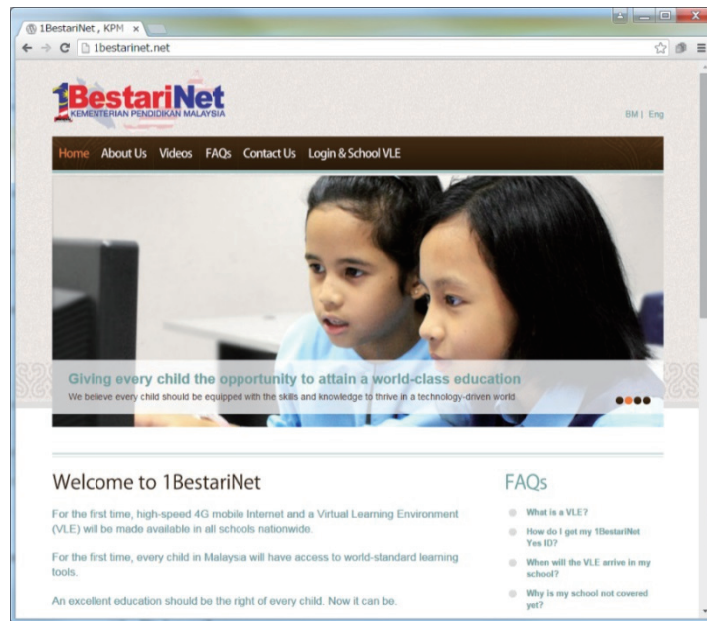 1BestariNet , KPM
1bestarinet.net
1BestariNet
KEMENTERIAN PENDIDIKAN MALAYSIA
BM | Eng
Home About Us Videos FAQs Contact Us Login & School VLE
Giving every child the opportunity to attain a world-class education
We believe every child should be equipped with the skills and knowledge to thrive in a technology-driven world
Welcome to 1BestariNet
For the first time, high-speed 4G mobile Internet and a Virtual Learning Environment
(VLE) will be made available in all schools nationwide.
For the first time, every child in Malaysia will have access to world-standard learning
tools.
An excellent education should be the right of every child. Now it can be.
FAQs
What is a VLE?
How do I get my 1BestariNet
Yes ID?
When will the VLE arrive in my
school?
Why is my school not covered
yet?